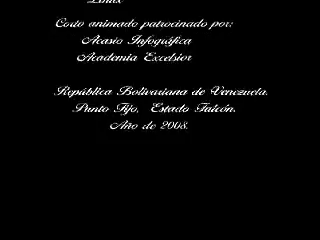 Linux
Corto animado patrocinado por:
Acasio Infográfica
Academia Excelsior
República Bolivariana de Venezuela.
Punto Fijo, Estado Falcón.
Año de 2008.